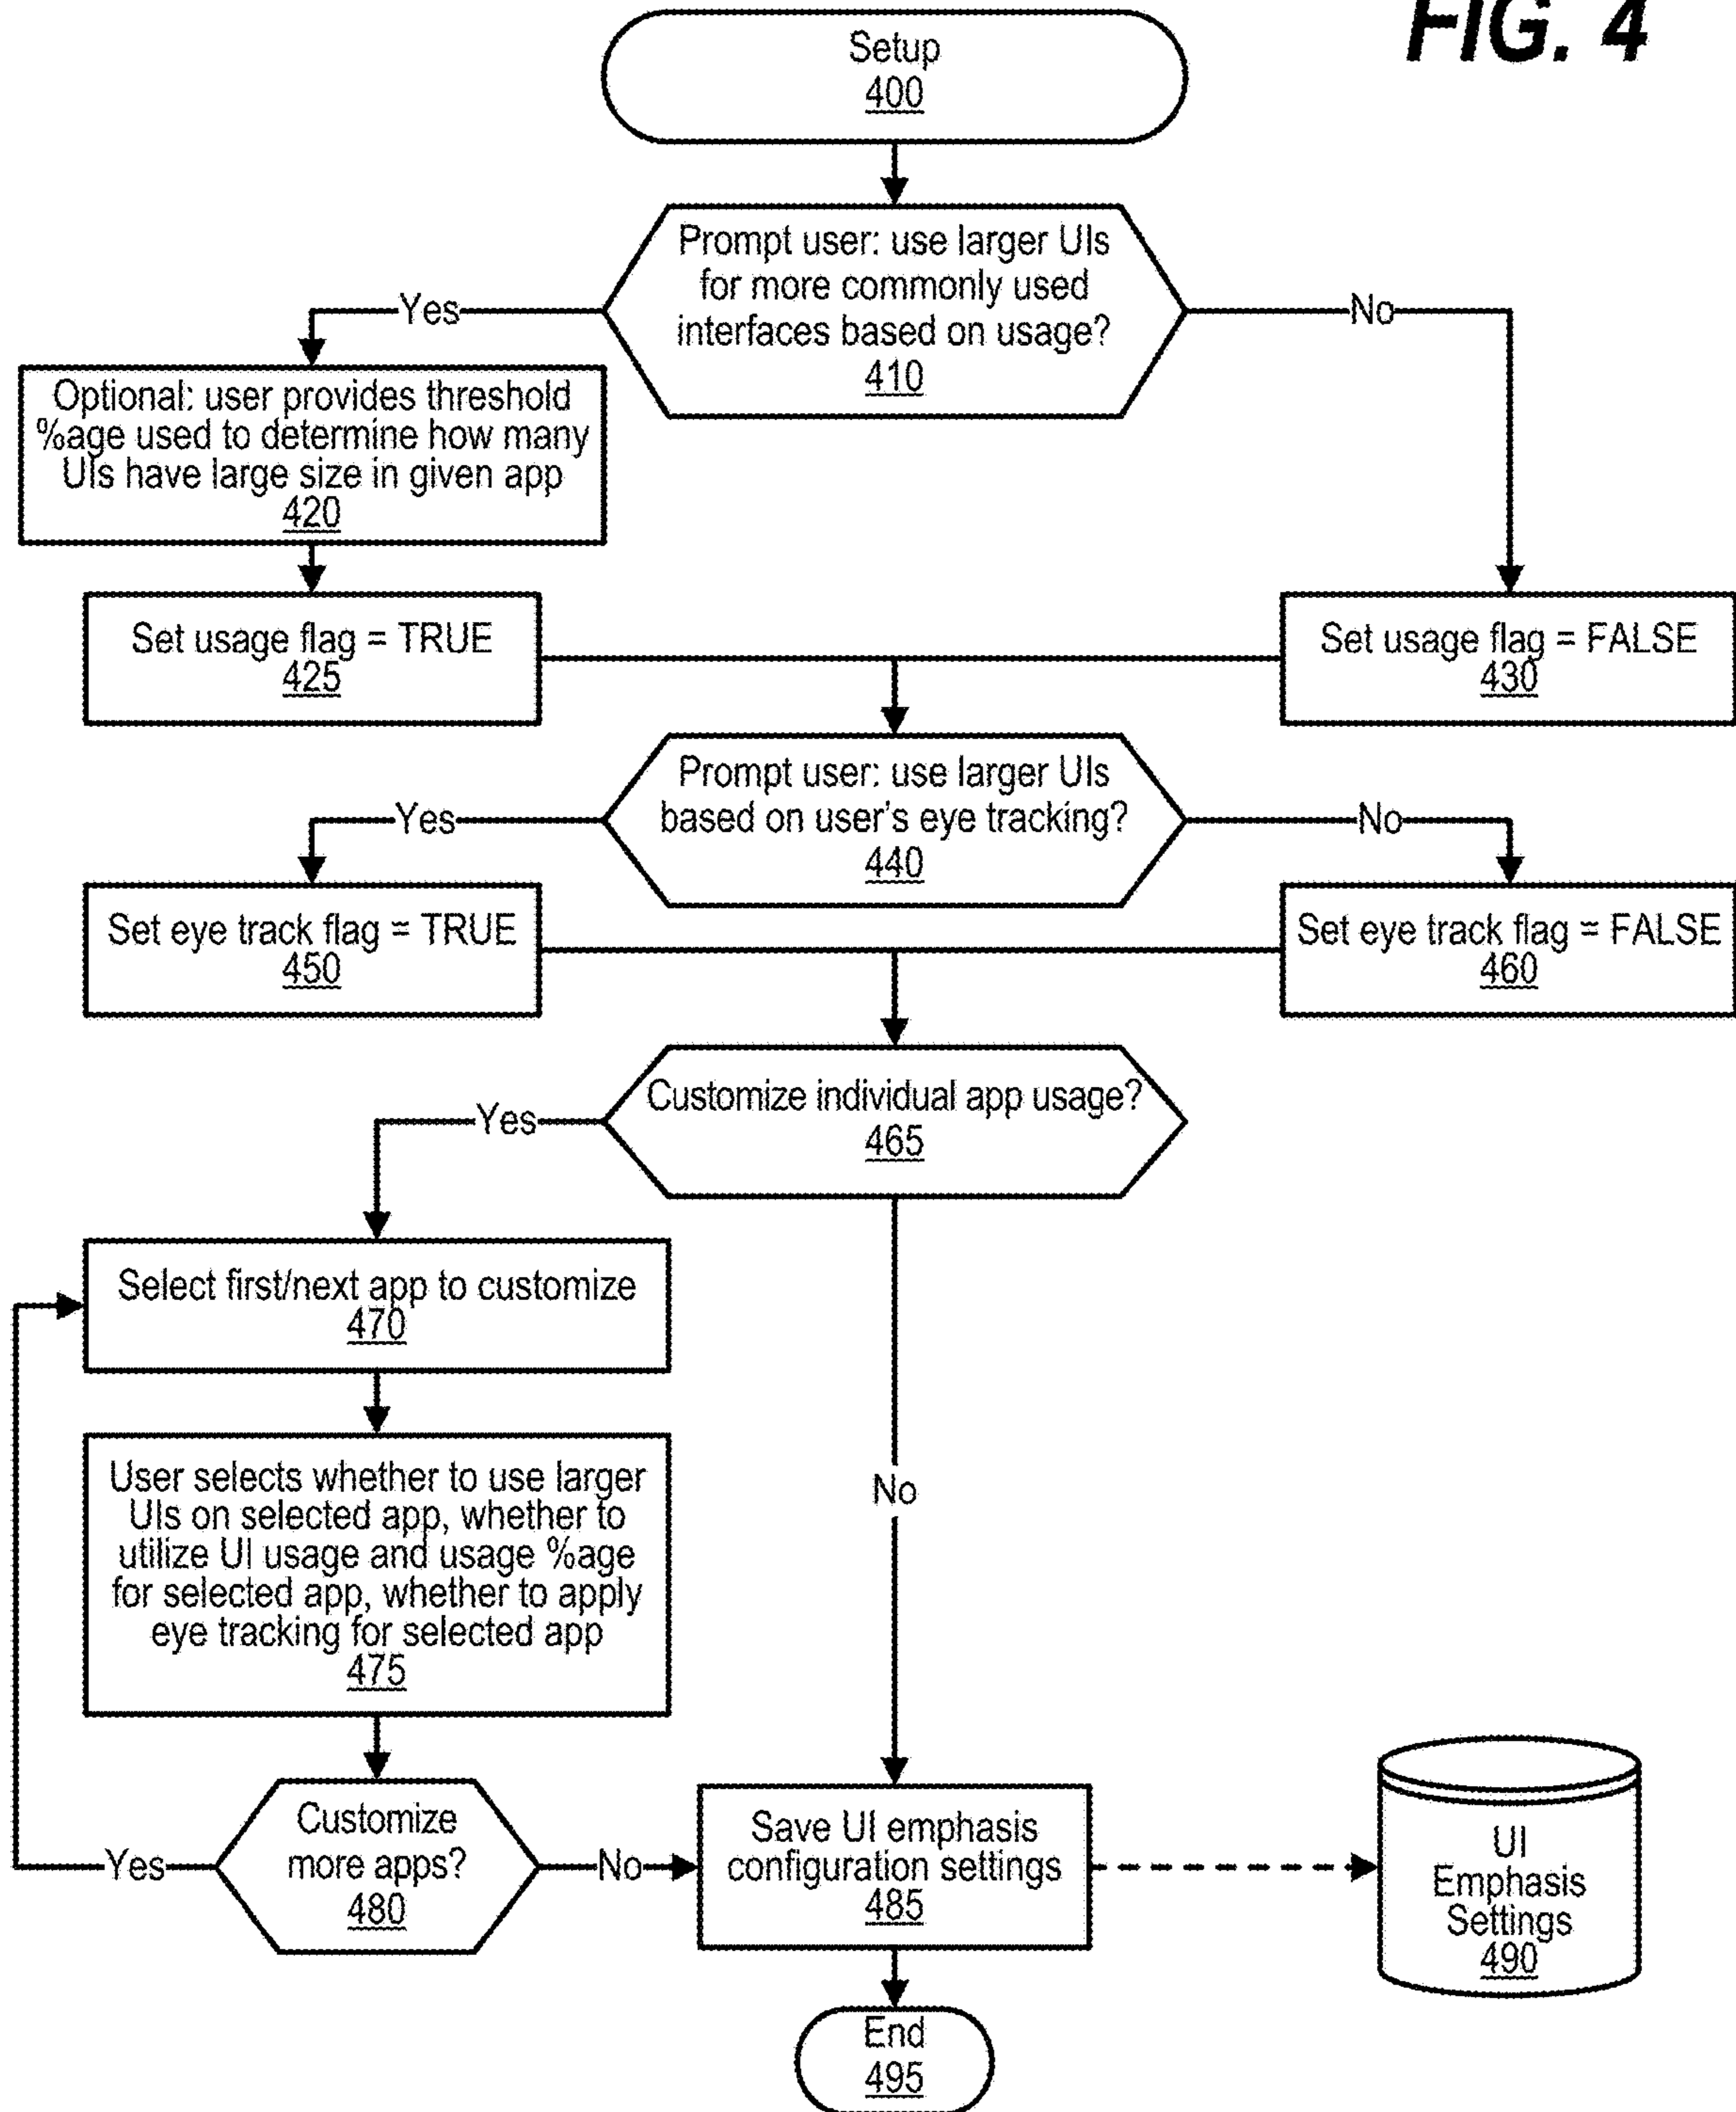 FIG. 4
Setup
400
Prompt user: use larger UIs
for more commonly used
interfaces based on usage?
410
Yes
No
Optional: user provides threshold
%age used to determine how many
UIs have large size in given app
420
Set usage flag = TRUE
425
Set usage flag = FALSE
430
Prompt user: use larger UIs
based on user's eye tracking?
440
Yes
No
Set eye track flag = TRUE
450
Set eye track flag = FALSE
460
Customize individual app usage?
465
Yes
No
Select first/next app to customize
470
User selects whether to use larger
UIs on selected app, whether to
utilize UI usage and usage %age
for selected app, whether to apply
eye tracking for selected app
475
Customize
more apps?
480
Yes
No
Save UI emphasis
configuration settings
485
UI
Emphasis
Settings
490
End
495